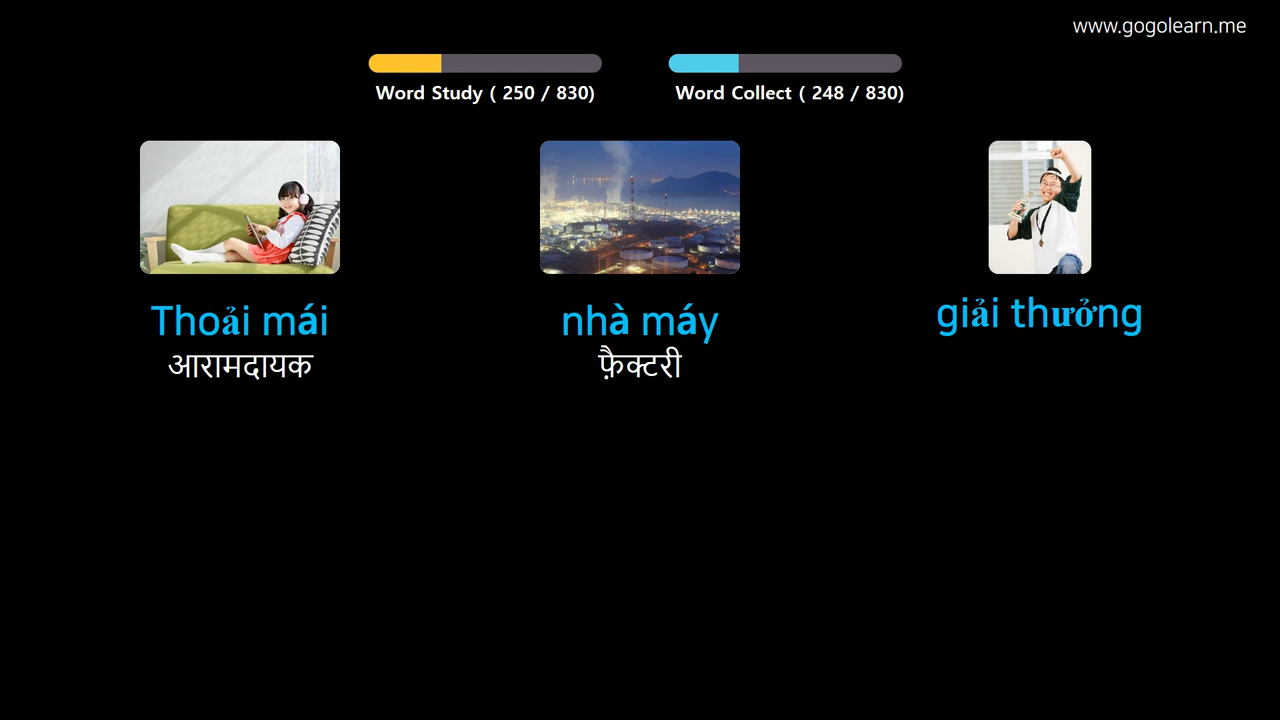 www.gogolearn.me
Word Study ( 250 / 830)
Word Collect ( 248 / 830)
Thoải mái
आरामदायक
nhà máy
फ़ैक्टरी
giải thưởng